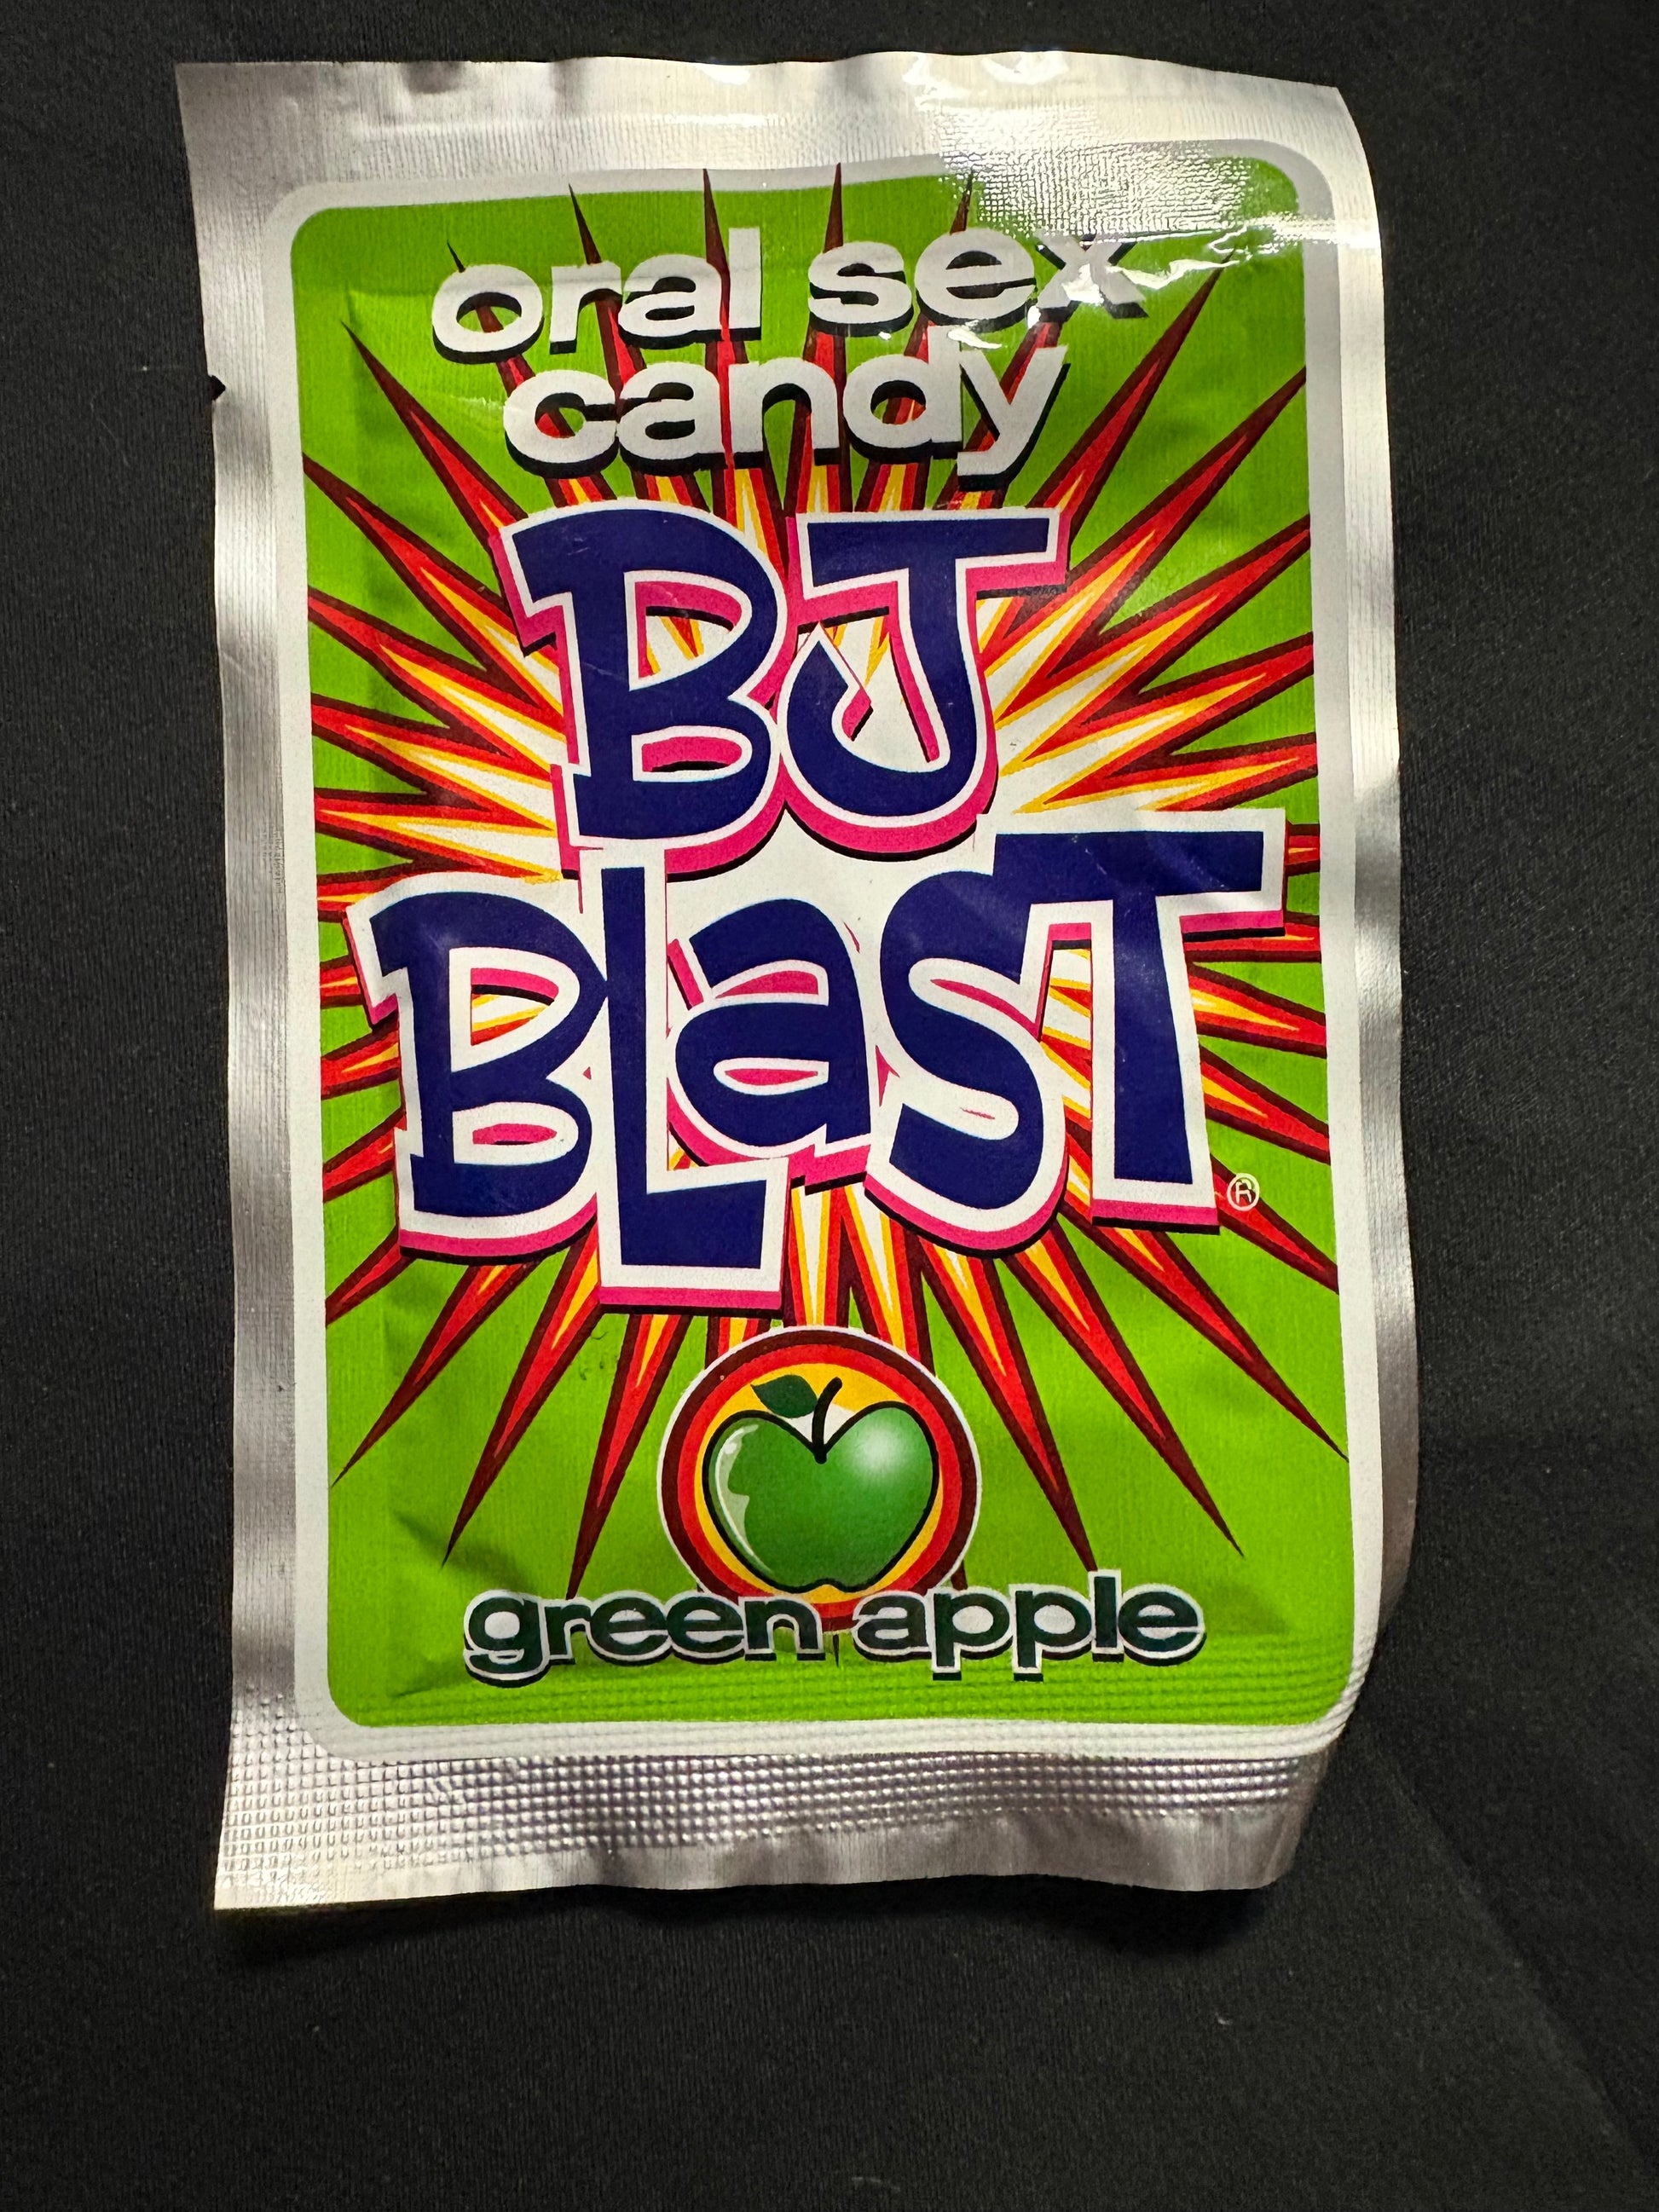 oral sex
candy
BJ
BLaST®
green apple